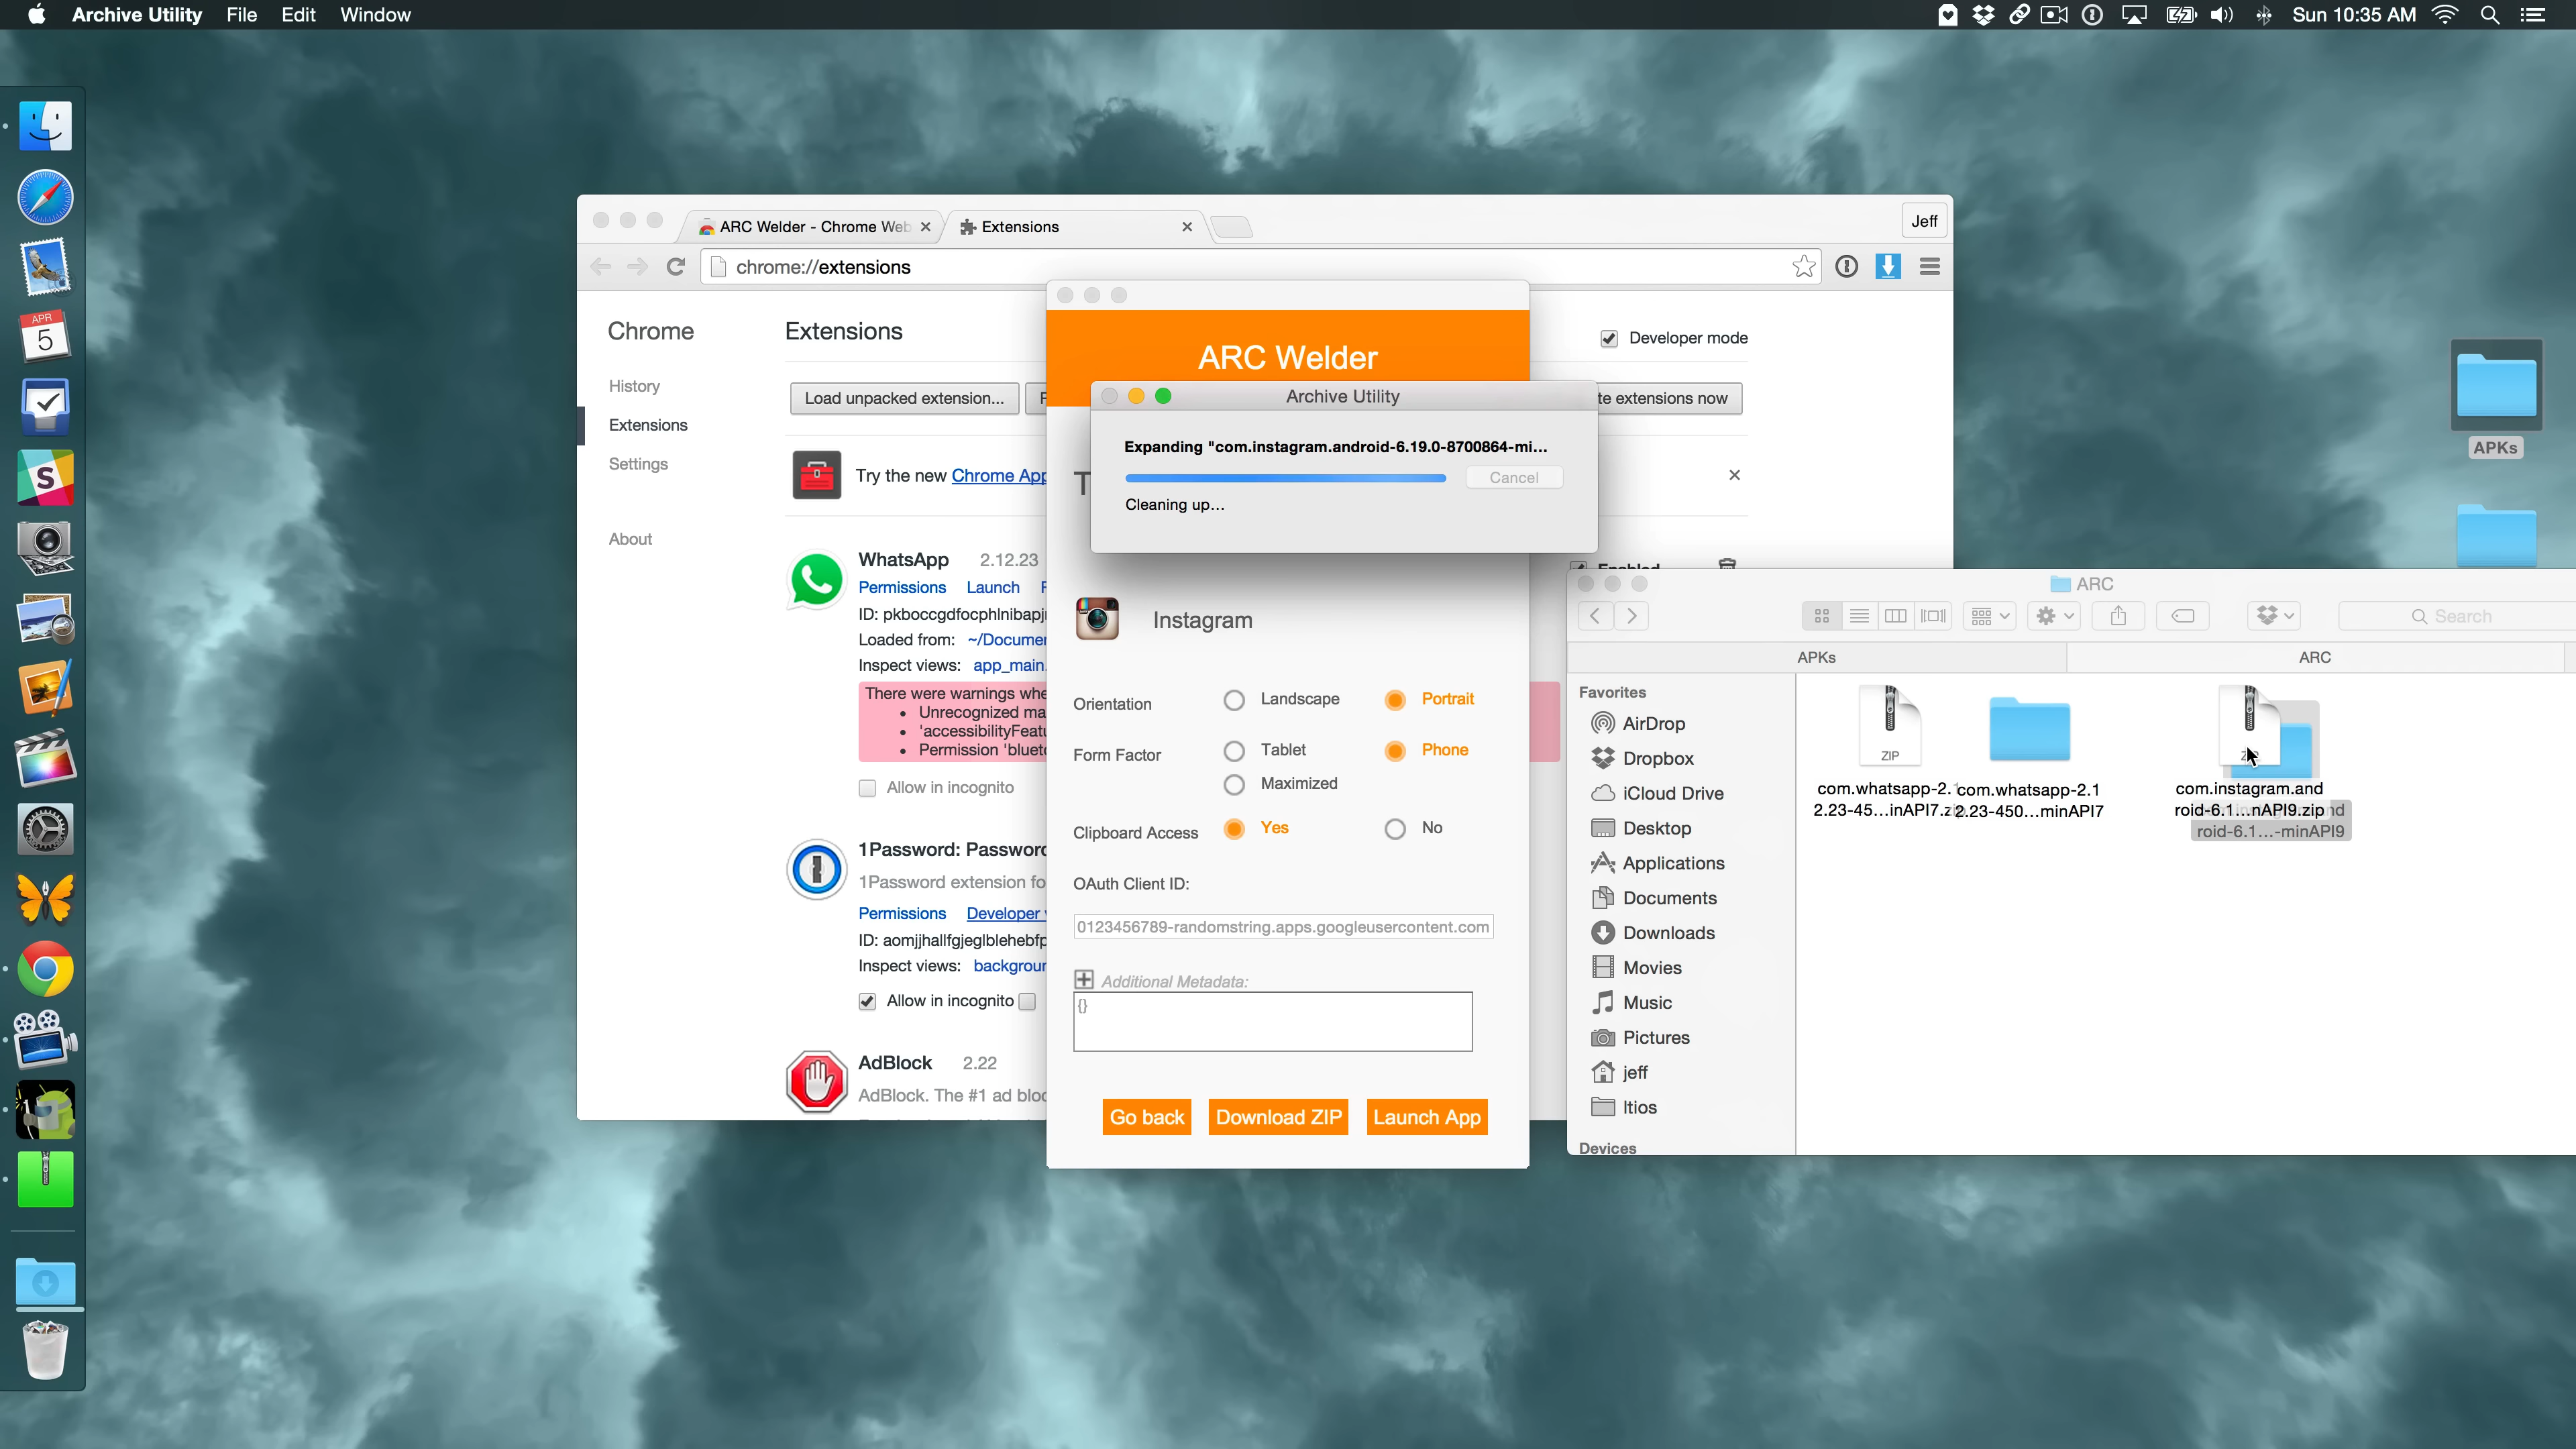 Archive Utility File Edit Window
Sun 10:35 AM
ARC Welder - Chrome Web
Extensions
Jeff
chrome://extensions
Chrome
History
Extensions
Settings
About
Extensions
Developer mode
Load unpacked extension...
te extensions now
Try the new Chrome App
WhatsApp 2.12.23
Permissions Launch
ID: pkboccgdfocphlnibapj
Loaded from: ~/Documen
Inspect views: app_main.
There were warnings whe
Unrecognized ma
'accessibilityFeatu
Permission 'blueto
Allow in incognito
Enabled
1Password: Password
1Password extension fo
Permissions Developer
ID: aomjjhallfgjeglblehebfp
Inspect views: backgroun
Allow in incognito
AdBlock 2.22
AdBlock. The #1 ad bloc
ARC Welder
T
Archive Utility
Expanding "com.instagram.android-6.19.0-8700864-mi...
Cancel
Cleaning up...
Instagram
Orientation Landscape Portrait
Form Factor Tablet Phone
Maximized
Clipboard Access Yes No
OAuth Client ID:
0123456789-randomstring.apps.googleusercontent.com
Additional Metadata:
{}
Go back Download ZIP Launch App
APKs
ARC
Search
APKs ARC
Favorites
AirDrop
Dropbox
iCloud Drive
Desktop
Applications
Documents
Downloads
Movies
Music
Pictures
jeff
ltios
Devices
ZIP
com.whatsapp-2.1
2.23-45...inAPI7.z
com.whatsapp-2.1
2.23-450...minAPI7
com.instagram.and
roid-6.1...nAPI9.zip
roid-6.1...-minAPI9
APR
5